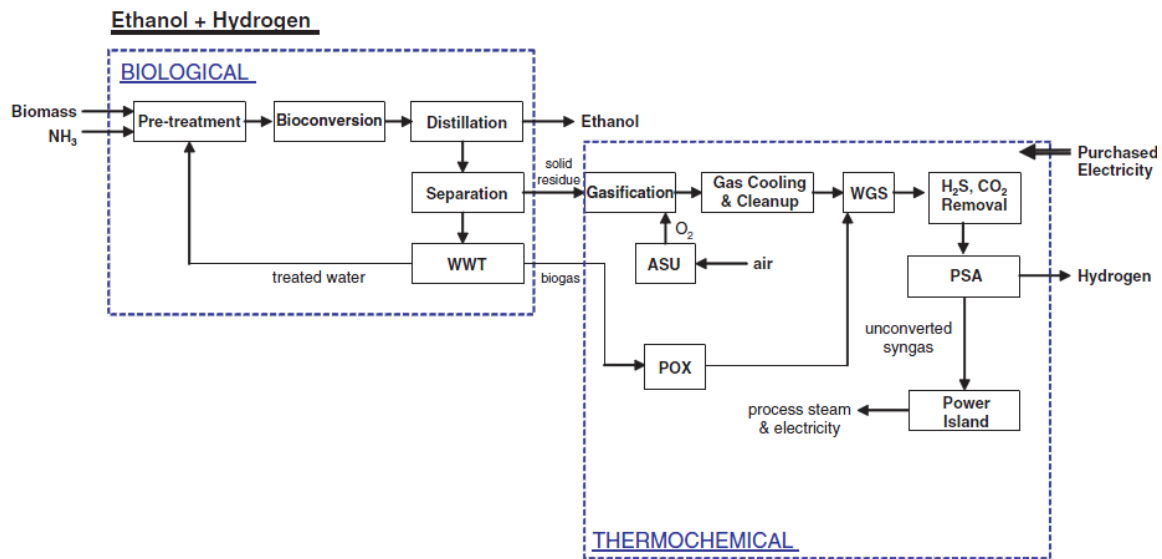 Ethanol + Hydrogen
BIOLOGICAL
Biomass
NH3
Pre-treatment
Bioconversion
Distillation
Ethanol
Separation
solid
residue
WWT
treated water
biogas
Purchased
Electricity
Gasification
Gas Cooling
& Cleanup
WGS
H2S, CO2
Removal
O2
ASU
air
PSA
Hydrogen
unconverted
syngas
POX
Power
Island
process steam
& electricity
THERMOCHEMICAL